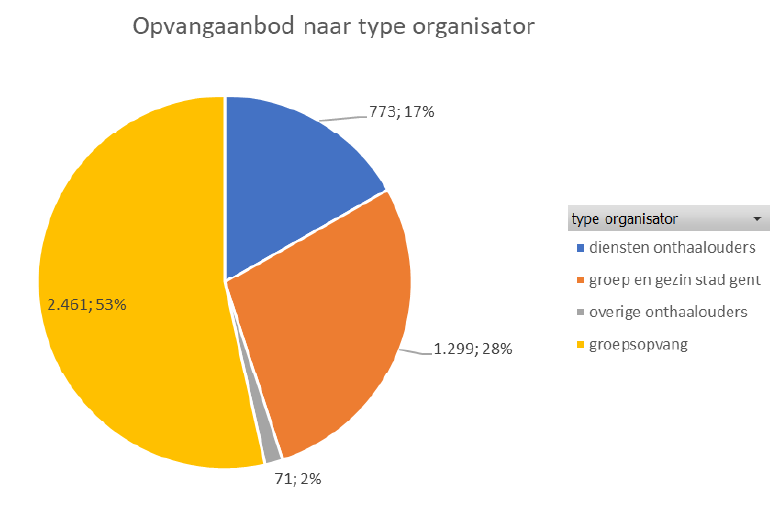 Opvangaanbod naar type organisator
773; 17%
type organisator
diensten onthaalouders
groep en gezin stad gent
overige onthaalouders
groepsopvang
2.461; 53%
1.299; 28%
71; 2%